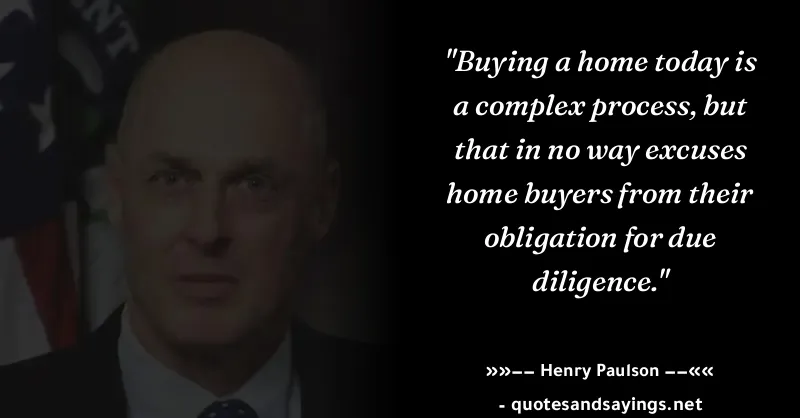 NT
"Buying a home today is
a complex process, but
that in no way excuses
home buyers from their
obligation for due
diligence."
»»–– Henry Paulson ––««
- quotesandsayings.net